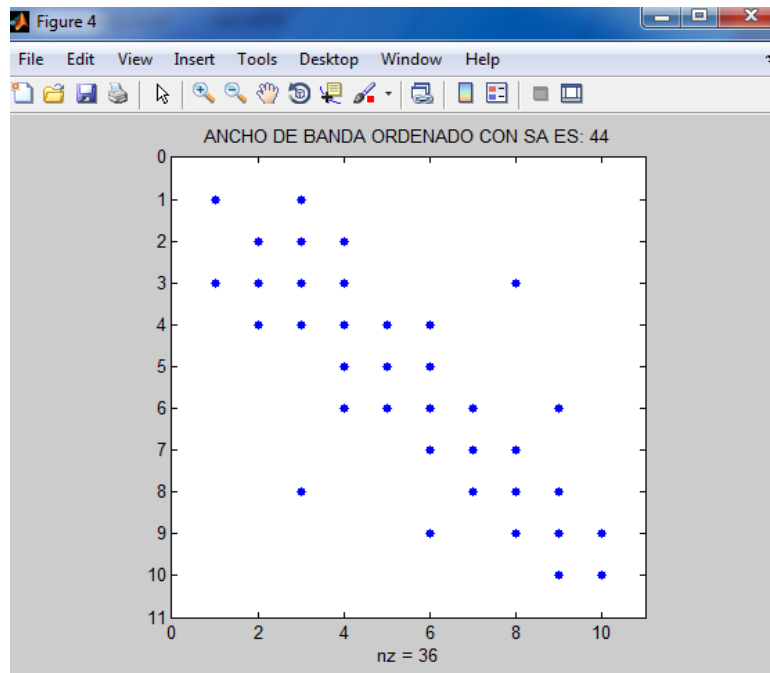 Figure 4
File Edit View Insert Tools Desktop Window Help
ANCHO DE BANDA ORDENADO CON SA ES: 44
0
1
2
3
4
5
6
7
8
9
10
11
0 2 4 6 8 10
nz = 36